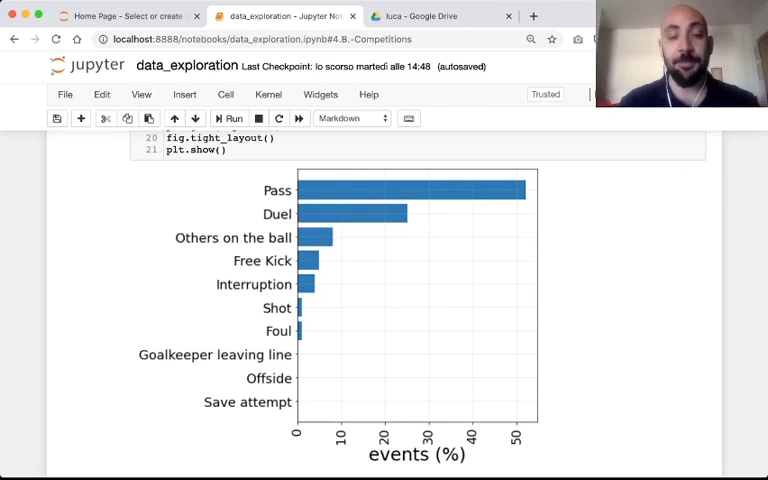 Home Page - Select or create
data_exploration - Jupyter No
luca - Google Drive
localhost:8888/notebooks/data_exploration.ipynb#4.B.-Competitions
jupyter data_exploration Last Checkpoint: lo scorso martedì alle 14:48 (autosaved)
File Edit View Insert Cell Kernel Widgets Help Trusted
Run Markdown
20 fig.tight_layout()
21 plt.show()
Pass
Duel
Others on the ball
Free Kick
Interruption
Shot
Foul
Goalkeeper leaving line
Offside
Save attempt
0 10 20 30 40 50
events (%)